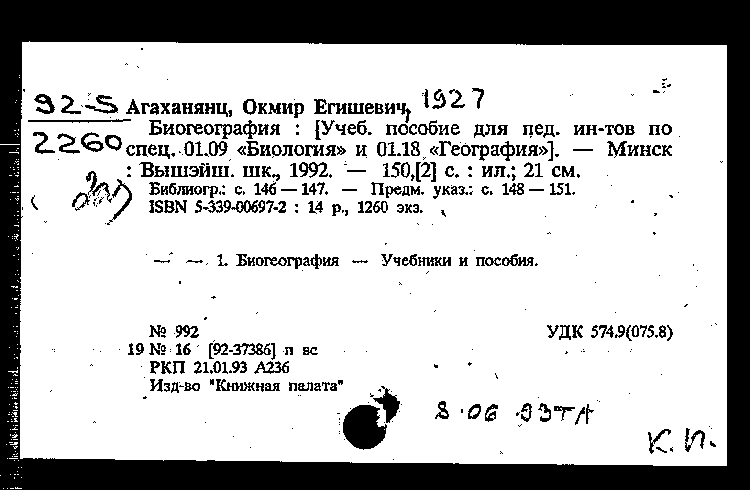 92-5 Агаханянц, Окмир Егишевич, 1927
2260
Биогеография : [Учеб. пособие для пед. ин-тов по
спец. 01.09 «Биология» и 01.18 «География»]. — Минск
: Вышэйш. шк., 1992. — 150,[2] с. : ил.; 21 см.
Библиогр.: с. 146 — 147. — Предм. указ.: с. 148 — 151.
ISBN 5-339-00697-2 : 14 р., 1260 экз.
— — 1. Биогеография — Учебники и пособия.
№ 992 УДК 574.9(075.8)
19 № 16 [92-37386] п вс
РКП 21.01.93 А236
Изд-во "Книжная палата"
8.06.93 ТА
К.П.